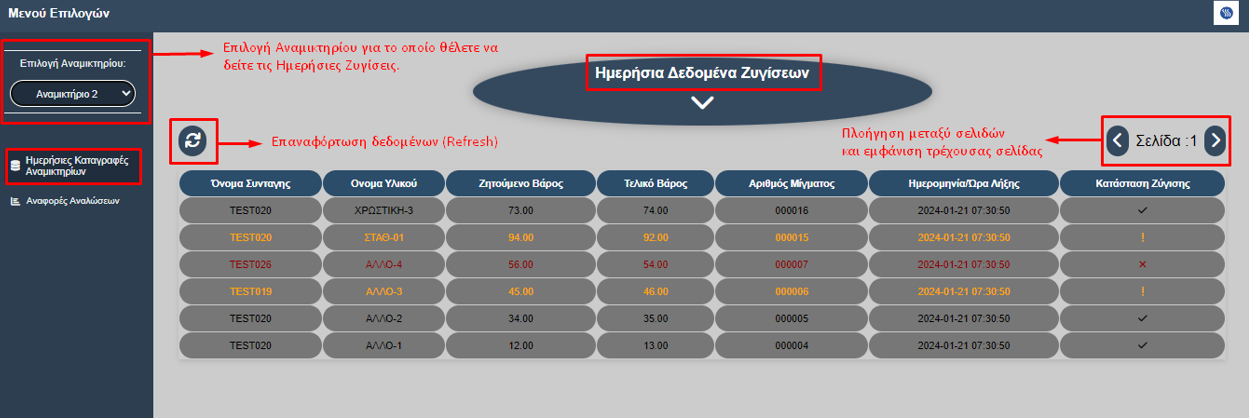 Μενού Επιλογών
Επιλογή Αναμικτηρίου:
Αναμικτήριο 2
Ημερήσιες Καταγραφές
Αναμικτηρίων
Αναφορές Αναλώσεων
Επιλογή Αναμικτηρίου για το οποίο θέλετε να
δείτε τις Ημερήσιες Ζυγίσεις.
Ημερήσια Δεδομένα Ζυγίσεων
Επαναφόρτωση δεδομένων (Refresh)
Πλοήγηση μεταξύ σελιδών
και εμφάνιση τρέχουσας σελίδας
Σελίδα :1
Όνομα Συνταγης Ονομα Υλικού Ζητούμενο Βάρος Τελικό Βάρος Αριθμός Μίγματος Ημερομηνία/Ώρα Λήξης Κατάσταση Ζύγισης
TEST020 ΧΡΩΣΤΙΚΗ-3 73.00 74.00 000016 2024-01-21 07:30:50 ✓
TEST020 ΣΤΑΘ-01 94.00 92.00 000015 2024-01-21 07:30:50 !
TEST026 ΑΛΛΟ-4 56.00 54.00 000007 2024-01-21 07:30:50 ×
TEST019 ΑΛΛΟ-3 45.00 46.00 000006 2024-01-21 07:30:50 !
TEST020 ΑΛΛΟ-2 34.00 35.00 000005 2024-01-21 07:30:50 ✓
TEST020 ΑΛΛΟ-1 12.00 13.00 000004 2024-01-21 07:30:50 ✓